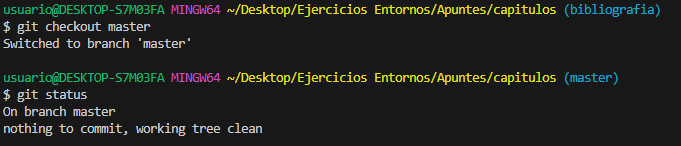 usuario@DESKTOP-S7M03FA MINGW64 ~/Desktop/Ejercicios Entornos/Apuntes/capitulos (bibliografia)
$ git checkout master
Switched to branch 'master'

usuario@DESKTOP-S7M03FA MINGW64 ~/Desktop/Ejercicios Entornos/Apuntes/capitulos (master)
$ git status
On branch master
nothing to commit, working tree clean